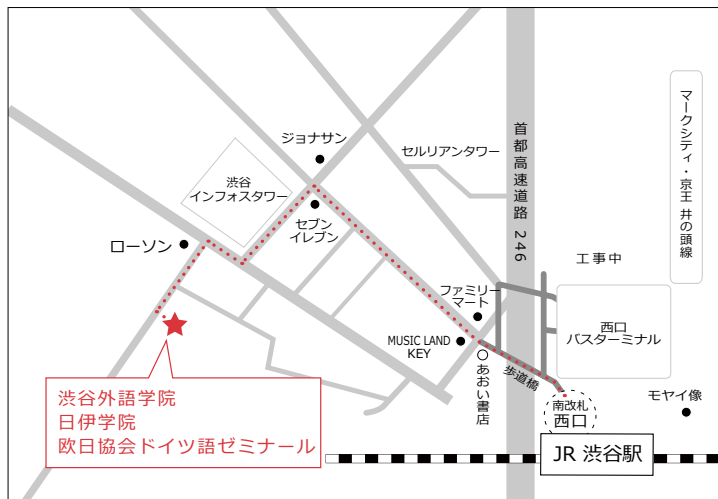 ジョナサン
セルリアンタワー
首都高速道路 246
マークシティ・京王 井の頭線
渋谷
インフォスタワー
セブン
イレブン
ローソン
工事中
ファミリー
マート
西口
バスターミナル
MUSIC LAND
KEY
あおい書店
歩道橋
南改札
西口
モヤイ像
JR 渋谷駅
渋谷外語学院
日伊学院
欧日協会ドイツ語ゼミナール